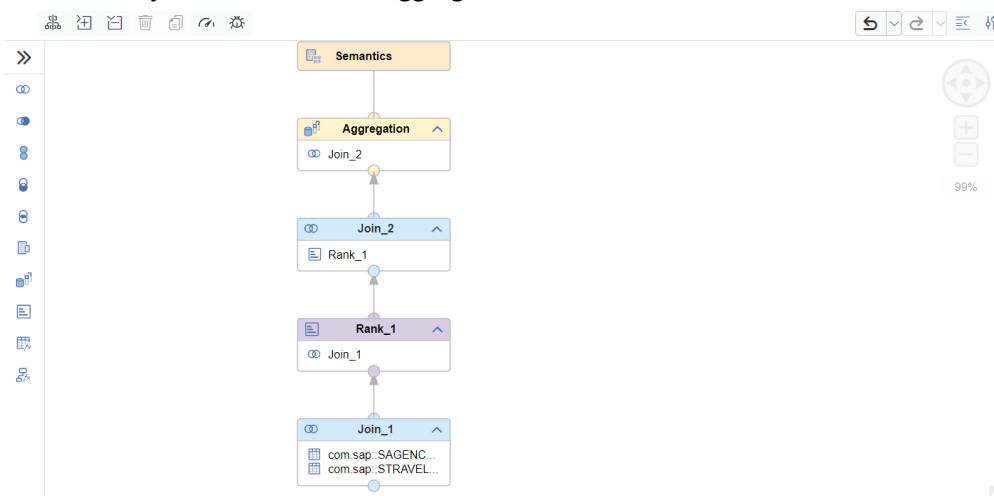 Semantics
Aggregation
Join_2
99%
Join_2
Rank_1
Rank_1
Join_1
Join_1
com.sap::SAGENC...
com.sap::STRAVEL...